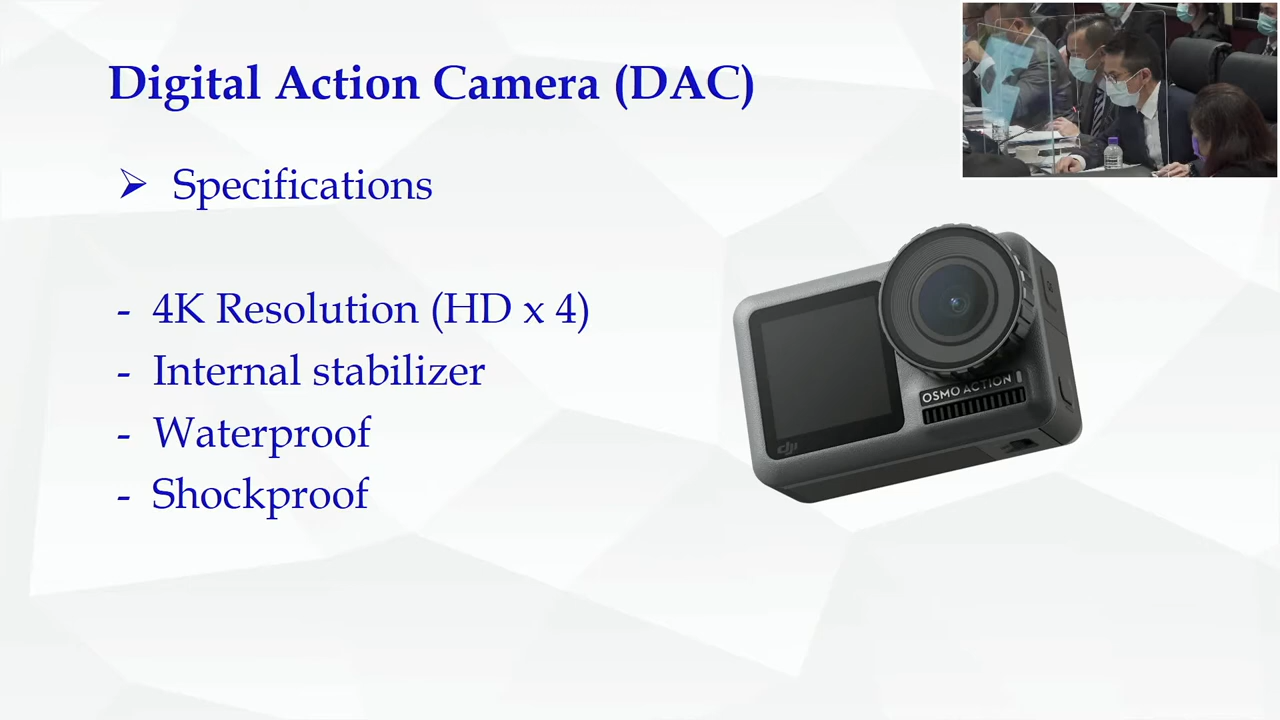 Digital Action Camera (DAC)
➢ Specifications
- 4K Resolution (HD x 4)
- Internal stabilizer
- Waterproof
- Shockproof
OSMO ACTION
dji